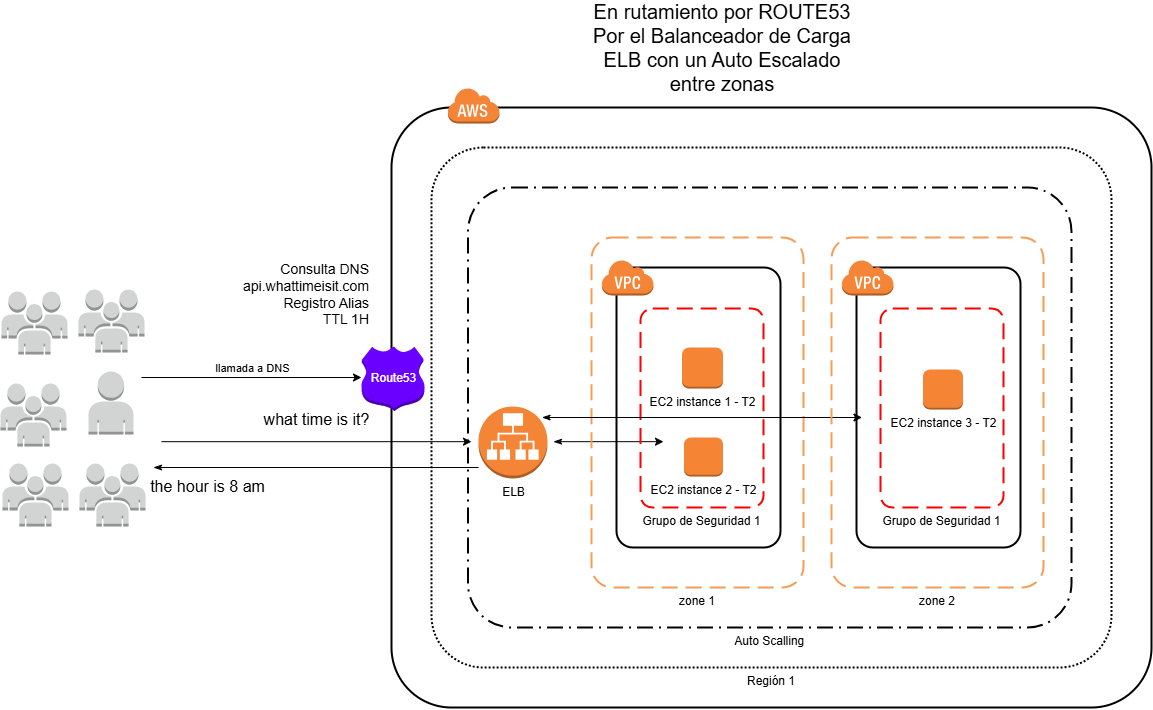 En rutamiento por ROUTE53
Por el Balanceador de Carga
ELB con un Auto Escalado
entre zonas
AWS
Consulta DNS
api.whattimeisit.com
Registro Alias
TTL 1H
llamada a DNS
Route53
what time is it?
the hour is 8 am
ELB
VPC
EC2 instance 1 - T2
EC2 instance 2 - T2
Grupo de Seguridad 1
zone 1
VPC
EC2 instance 3 - T2
Grupo de Seguridad 1
zone 2
Auto Scalling
Región 1